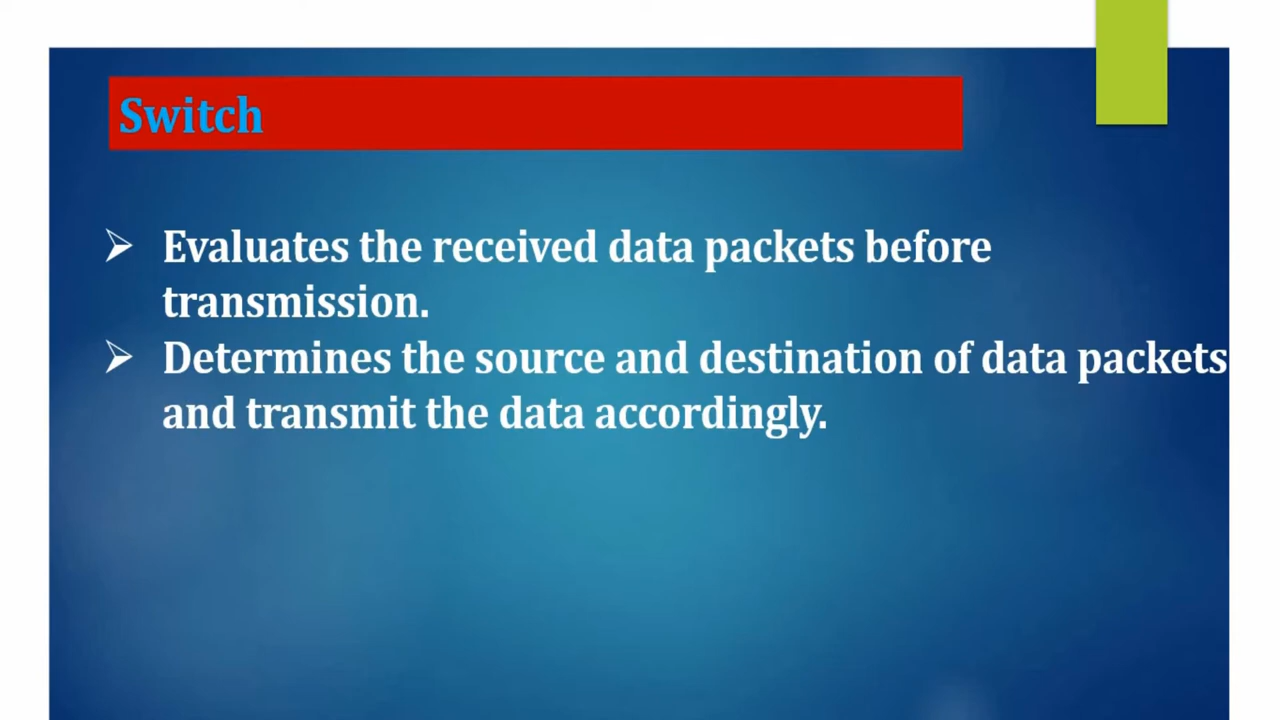 Switch
➢ Evaluates the received data packets before
transmission.
➢ Determines the source and destination of data packets
and transmit the data accordingly.